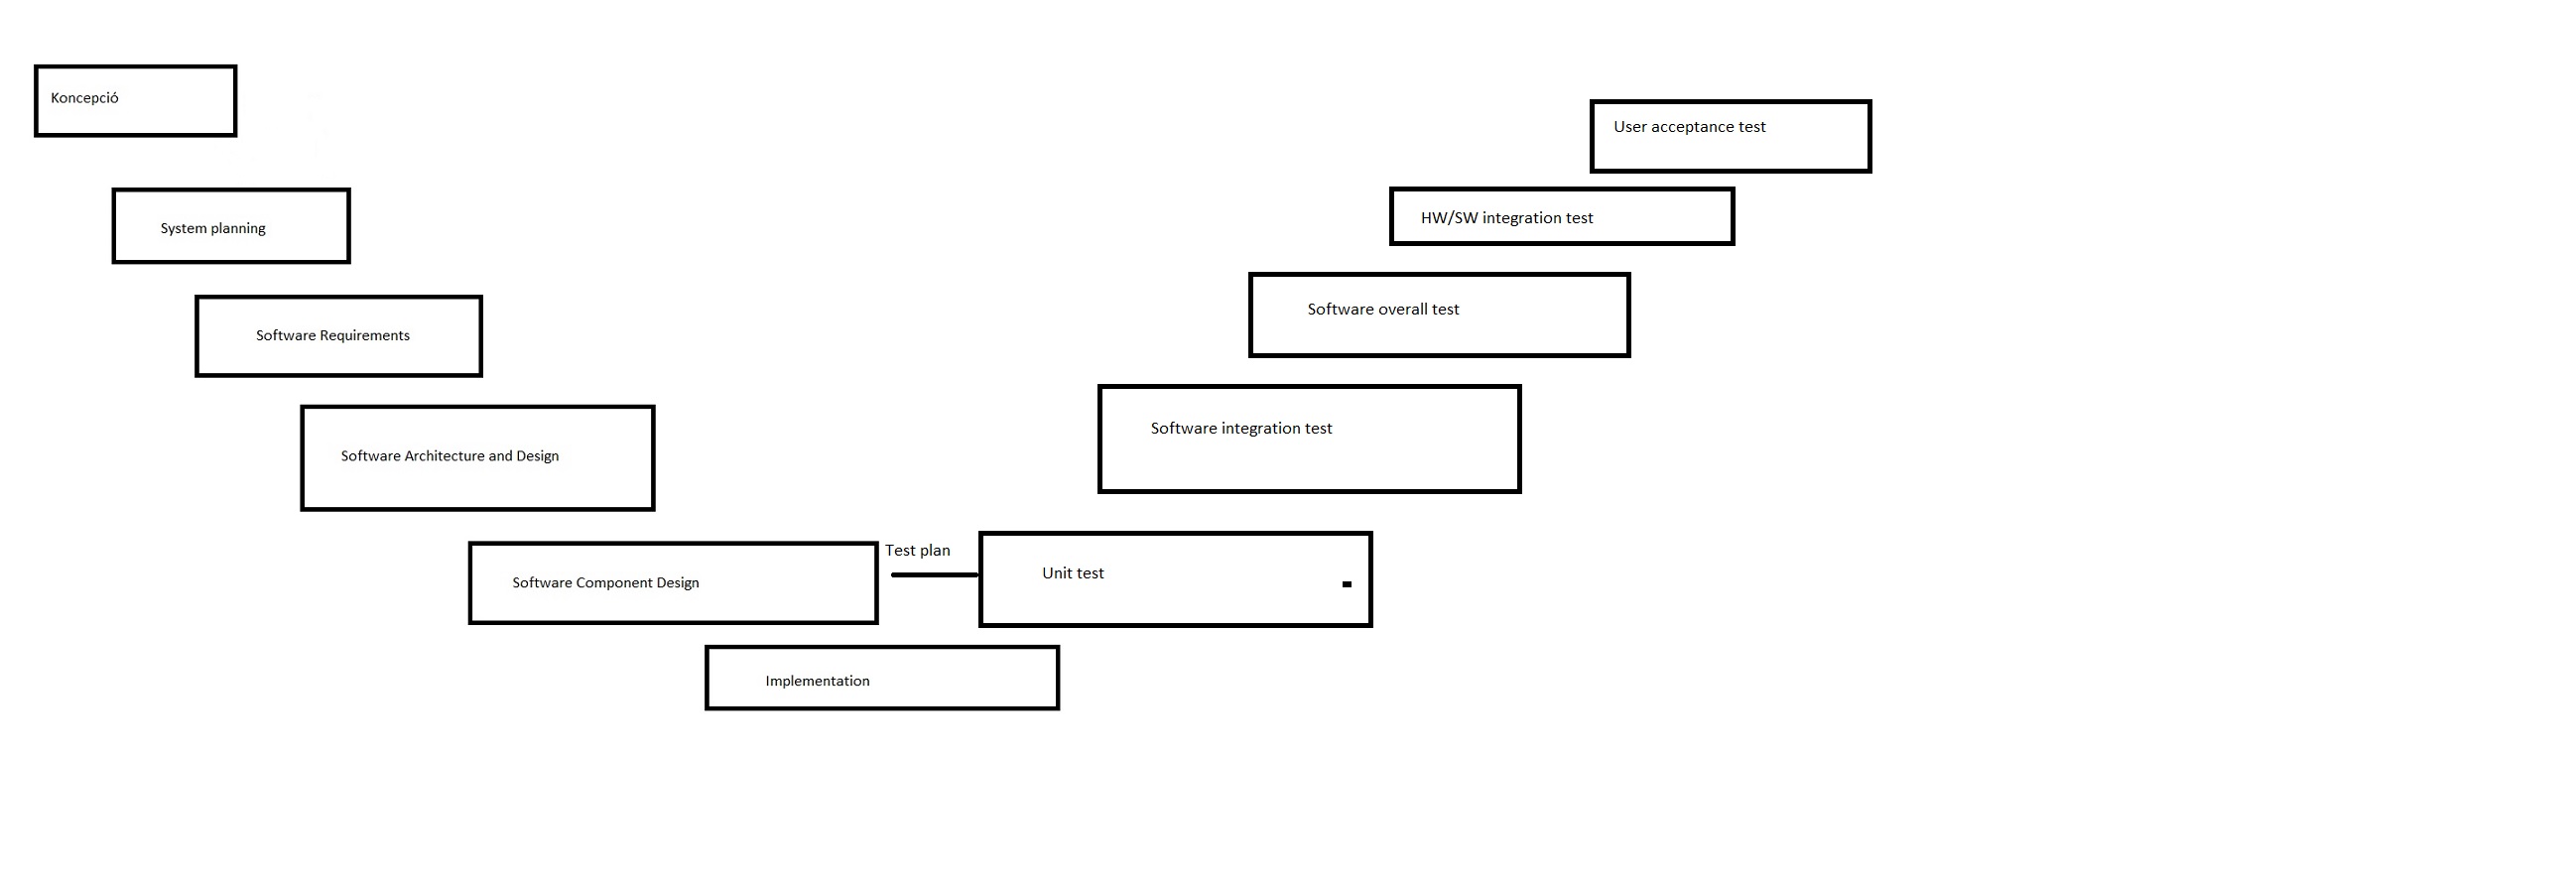 Koncepció
System planning
Software Requirements
Software Architecture and Design
Software Component Design
Implementation
Test plan
Unit test
Software integration test
Software overall test
HW/SW integration test
User acceptance test